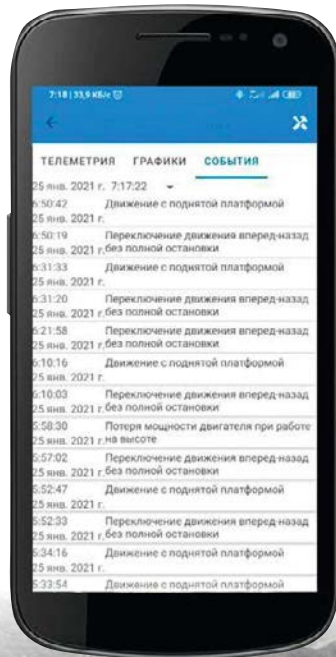 7:18 | 33,9 КБ/с
ТЕЛЕМЕТРИЯ ГРАФИКИ СОБЫТИЯ
25 янв. 2021 г. 7:17:22
6:50:42 Движение с поднятой платформой
25 янв. 2021 г.
6:50:19 Переключение движения вперед-назад
25 янв. 2021 г. без полной остановки
6:31:33 Движение с поднятой платформой
25 янв. 2021 г.
6:31:20 Переключение движения вперед-назад
25 янв. 2021 г. без полной остановки
6:21:58 Переключение движения вперед-назад
25 янв. 2021 г. без полной остановки
6:10:16 Движение с поднятой платформой
25 янв. 2021 г.
6:10:03 Переключение движения вперед-назад
25 янв. 2021 г. без полной остановки
5:58:30 Потеря мощности двигателя при работе
25 янв. 2021 г. на высоте
5:57:02 Переключение движения вперед-назад
25 янв. 2021 г. без полной остановки
5:52:47 Движение с поднятой платформой
25 янв. 2021 г.
5:52:33 Переключение движения вперед-назад
25 янв. 2021 г. без полной остановки
5:34:16 Движение с поднятой платформой
25 янв. 2021 г.
5:33:54 Движение с поднятой платформой